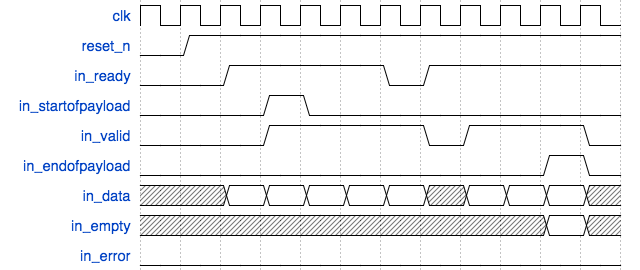 clk
reset_n
in_ready
in_startofpayload
in_valid
in_endofpayload
in_data
in_empty
in_error